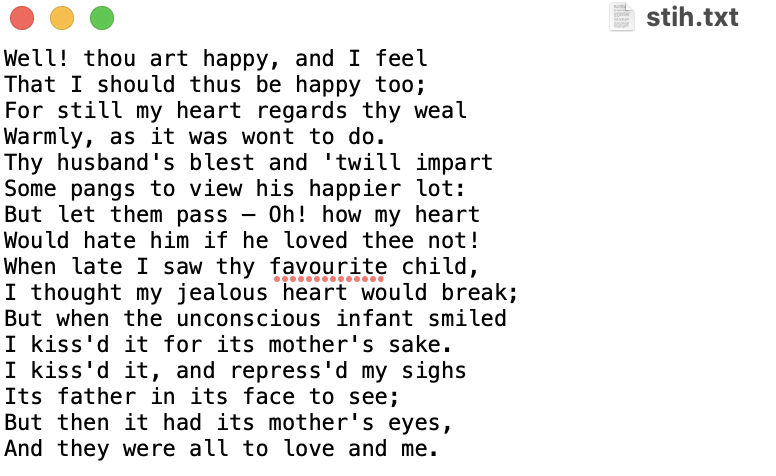 stih.txt
Well! thou art happy, and I feel
That I should thus be happy too;
For still my heart regards thy weal
Warmly, as it was wont to do.
Thy husband's blest and 'twill impart
Some pangs to view his happier lot:
But let them pass – Oh! how my heart
Would hate him if he loved thee not!
When late I saw thy favourite child,
I thought my jealous heart would break;
But when the unconscious infant smiled
I kiss'd it for its mother's sake.
I kiss'd it, and repress'd my sighs
Its father in its face to see;
But then it had its mother's eyes,
And they were all to love and me.